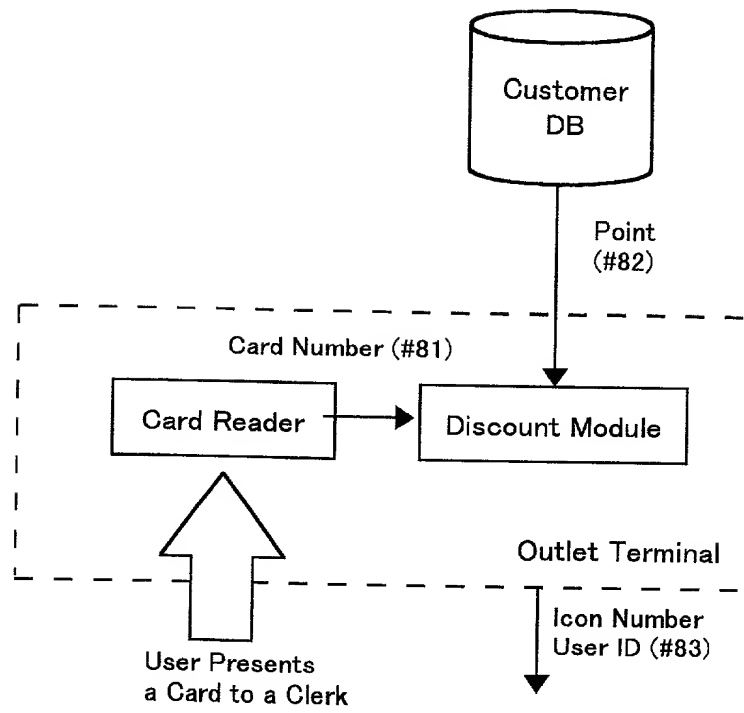 Customer
DB
Point
(#82)
Card Number (#81)
Card Reader
Discount Module
Outlet Terminal
Icon Number
User ID (#83)
User Presents
a Card to a Clerk